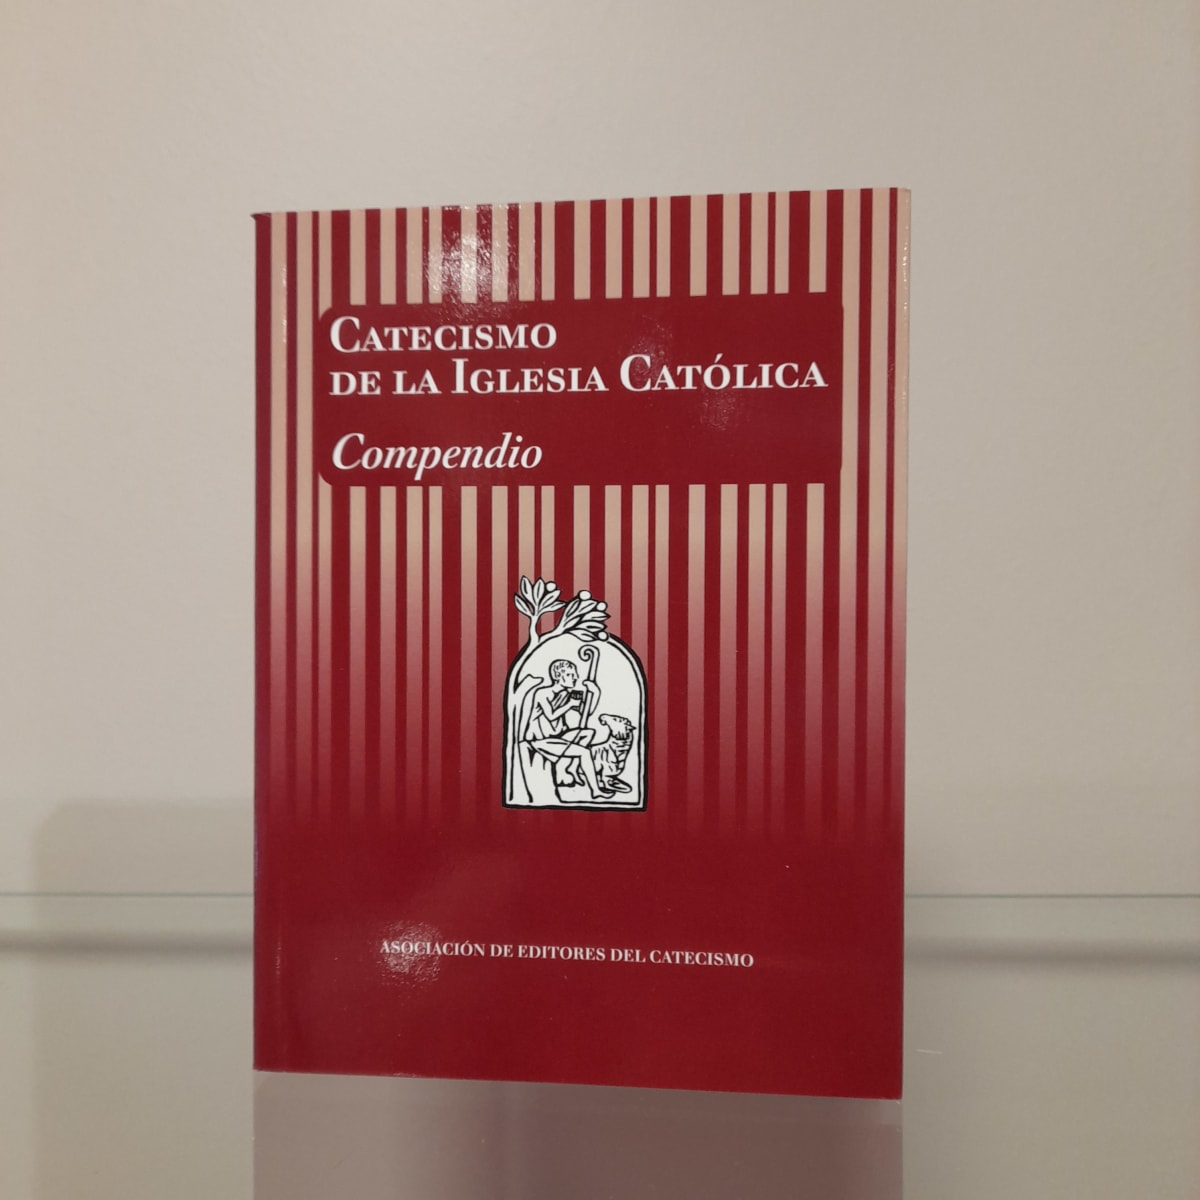 CATECISMO
DE LA IGLESIA CATÓLICA
Compendio
ASOCIACIÓN DE EDITORES DEL CATECISMO